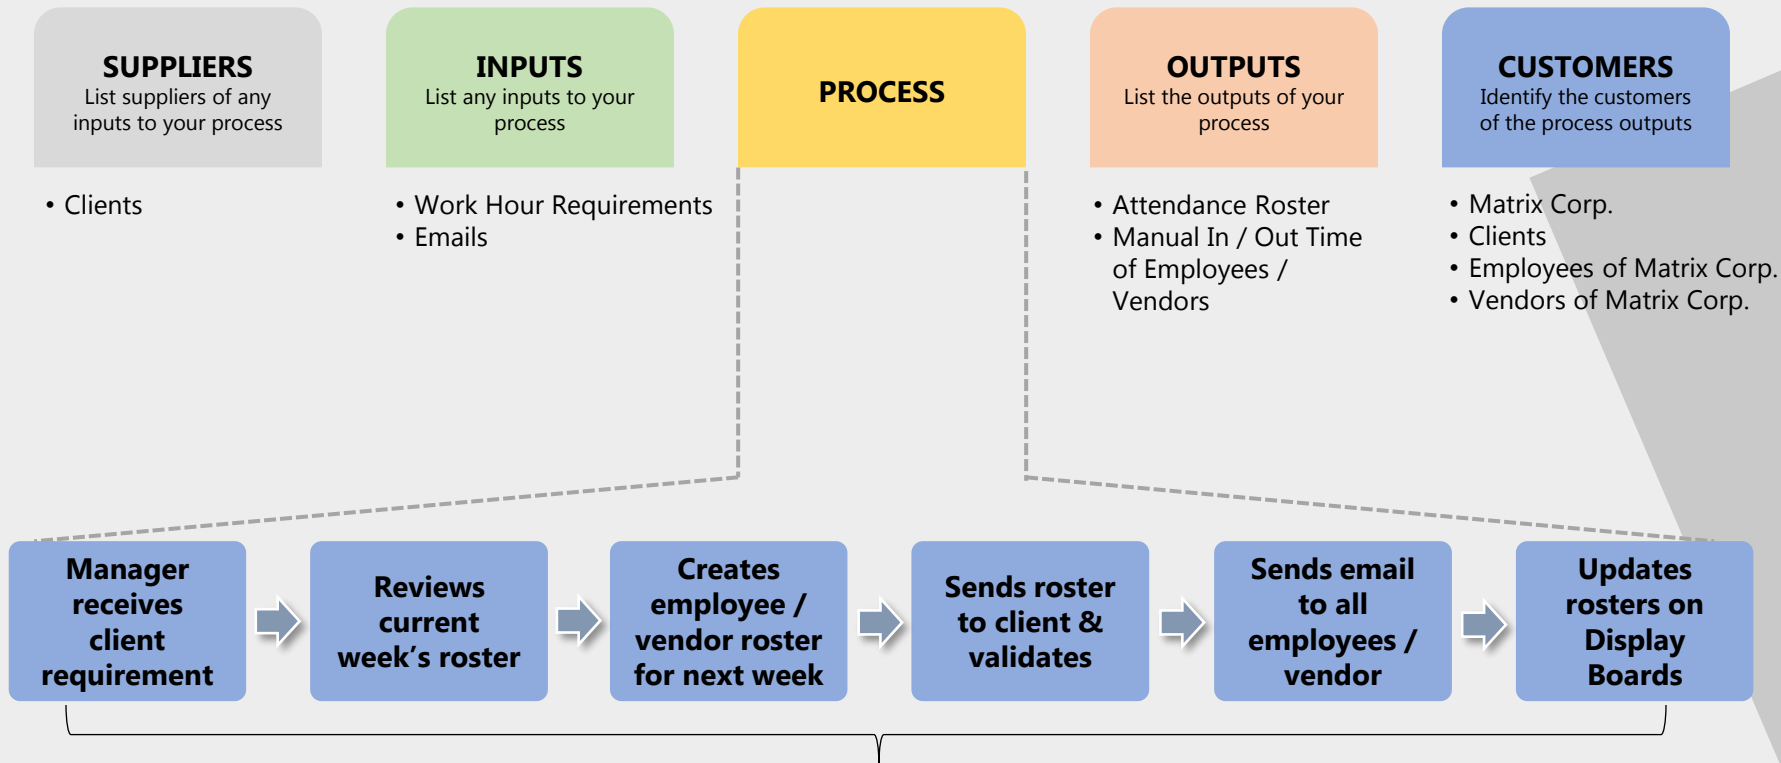 SUPPLIERS
List suppliers of any
inputs to your process
INPUTS
List any inputs to your
process
PROCESS
OUTPUTS
List the outputs of your
process
CUSTOMERS
Identify the customers
of the process outputs
• Clients
• Work Hour Requirements
• Emails
• Attendance Roster
• Manual In / Out Time
of Employees /
Vendors
• Matrix Corp.
• Clients
• Employees of Matrix Corp.
• Vendors of Matrix Corp.
Manager
receives
client
requirement
Reviews
current
week's roster
Creates
employee /
vendor roster
for next week
Sends roster
to client &
validates
Sends email
to all
employees /
vendor
Updates
rosters on
Display
Boards